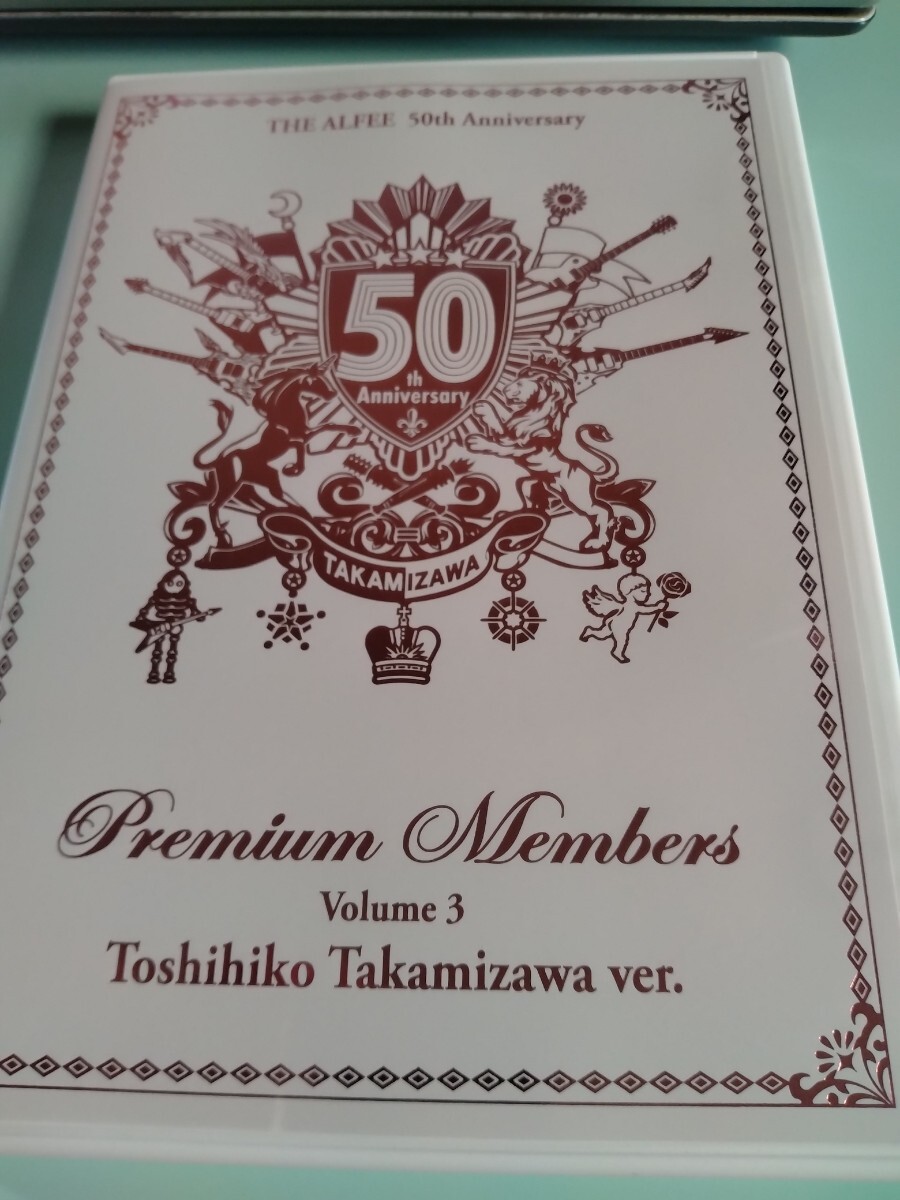 THE ALFEE 50th Anniversary
50
th
Anniversary
TAKAMIZAWA
Premium Members
Volume 3
Toshihiko Takamizawa ver.